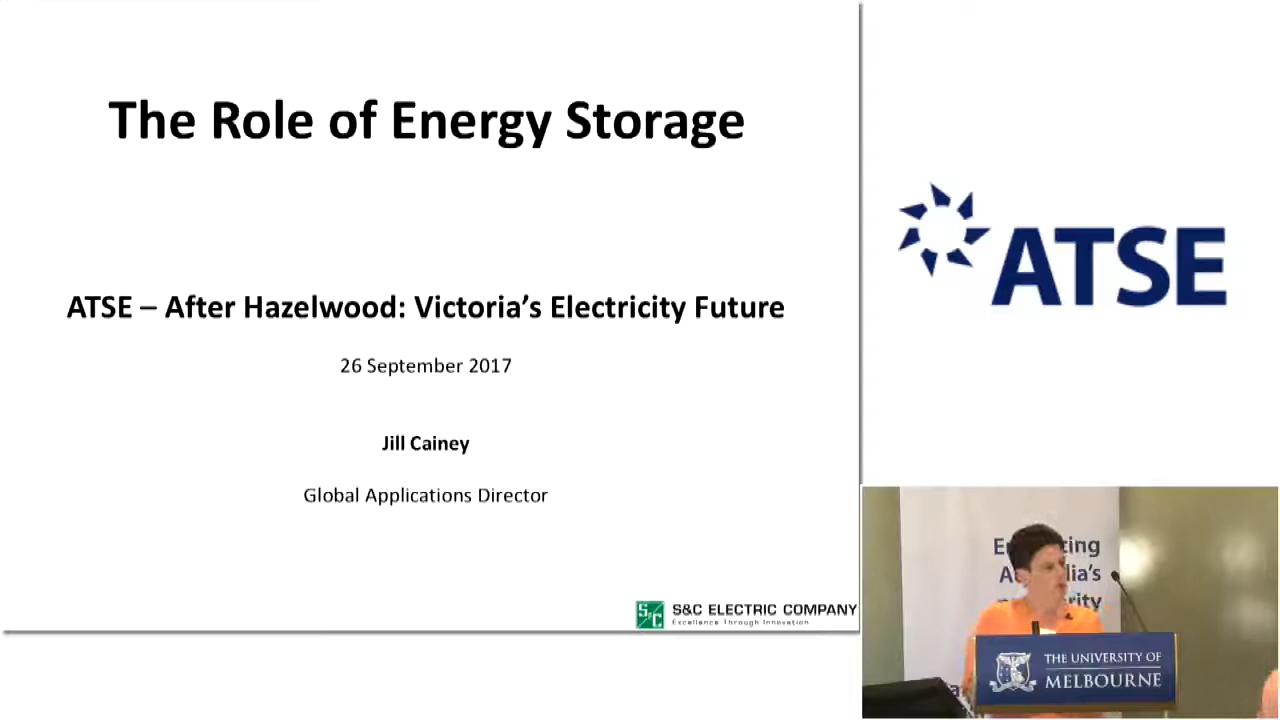 The Role of Energy Storage
ATSE – After Hazelwood: Victoria's Electricity Future
26 September 2017
Jill Cainey
Global Applications Director
S&C
S&C ELECTRIC COMPANY
Excellence Through Innovation
ATSE
THE UNIVERSITY OF
MELBOURNE